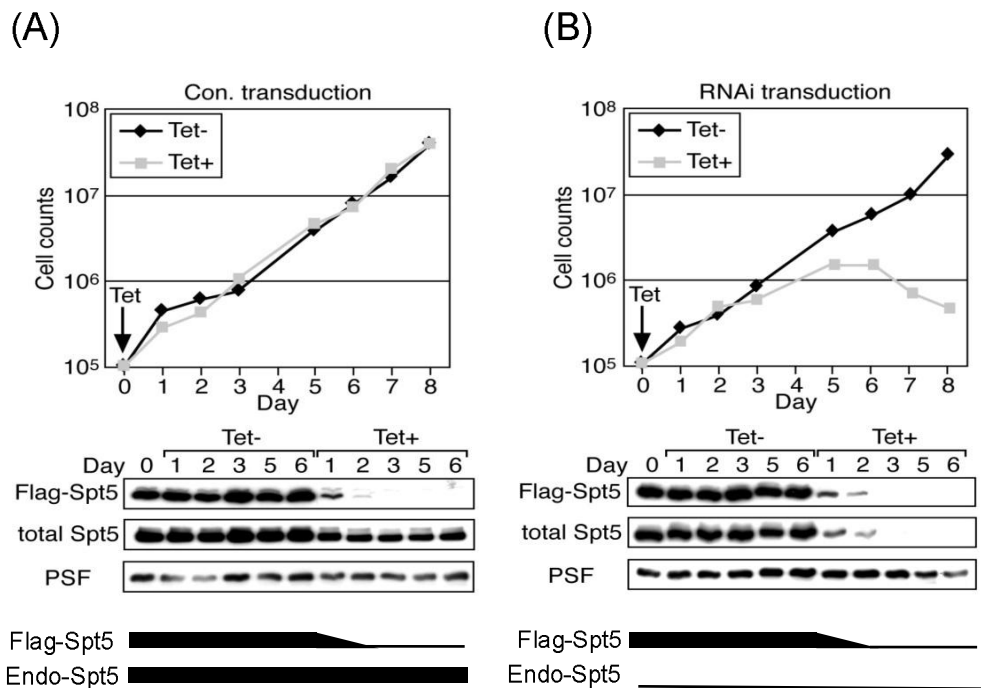 (A)
Con. transduction
10⁸
Tet-
Tet+
10⁷
Cell counts
10⁶
Tet
10⁵
0 1 2 3 4 5 6 7 8
Day
Tet- Tet+
Day 0 1 2 3 5 6 1 2 3 5 6
Flag-Spt5
total Spt5
PSF
Flag-Spt5
Endo-Spt5
(B)
RNAi transduction
10⁸
Tet-
Tet+
10⁷
Cell counts
10⁶
Tet
10⁵
0 1 2 3 4 5 6 7 8
Day
Tet- Tet+
Day 0 1 2 3 5 6 1 2 3 5 6
Flag-Spt5
total Spt5
PSF
Flag-Spt5
Endo-Spt5